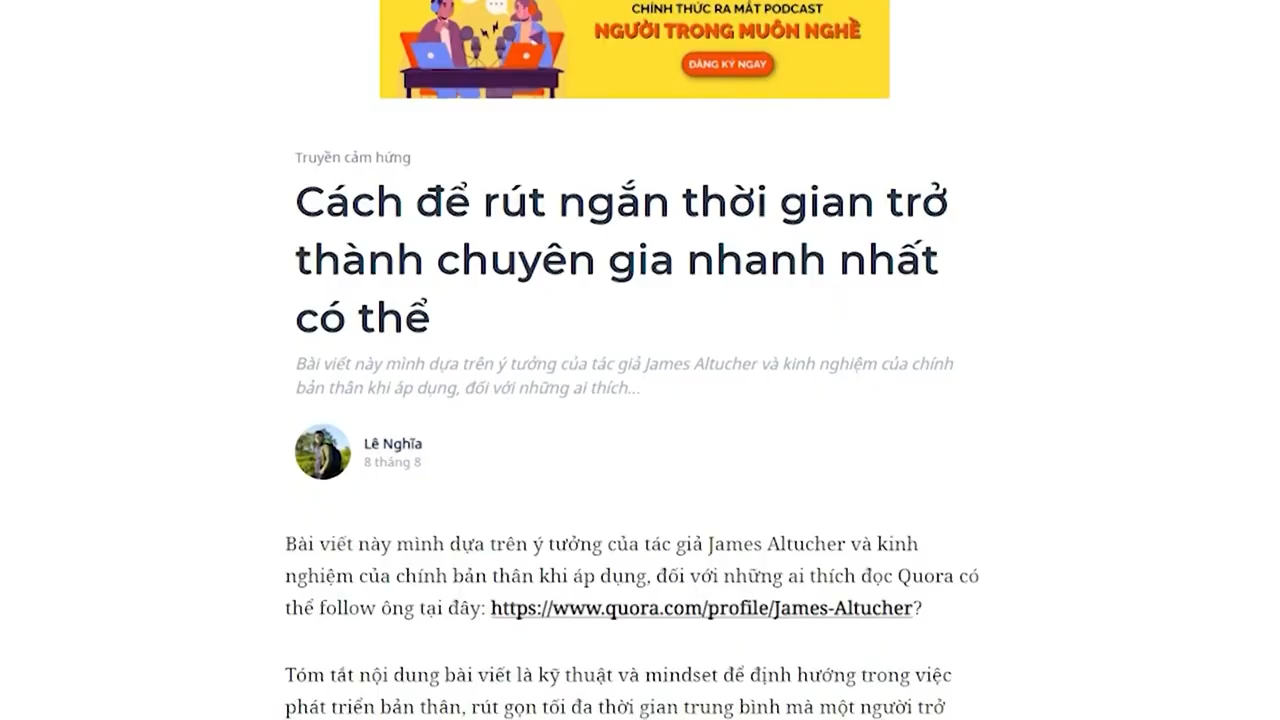 CHÍNH THỨC RA MẮT PODCAST
NGƯỜI TRONG MUÔN NGHỀ
ĐĂNG KÝ NGAY
Truyền cảm hứng
Cách để rút ngắn thời gian trở
thành chuyên gia nhanh nhất
có thể
Bài viết này mình dựa trên ý tưởng của tác giả James Altucher và kinh nghiệm của chính
bản thân khi áp dụng, đối với những ai thích...
Lê Nghĩa
8 tháng 8
Bài viết này mình dựa trên ý tưởng của tác giả James Altucher và kinh
nghiệm của chính bản thân khi áp dụng, đối với những ai thích đọc Quora có
thể follow ông tại đây: https://www.quora.com/profile/James-Altucher?
Tóm tắt nội dung bài viết là kỹ thuật và mindset để định hướng trong việc
phát triển bản thân, rút gọn tối đa thời gian trung bình mà một người trở